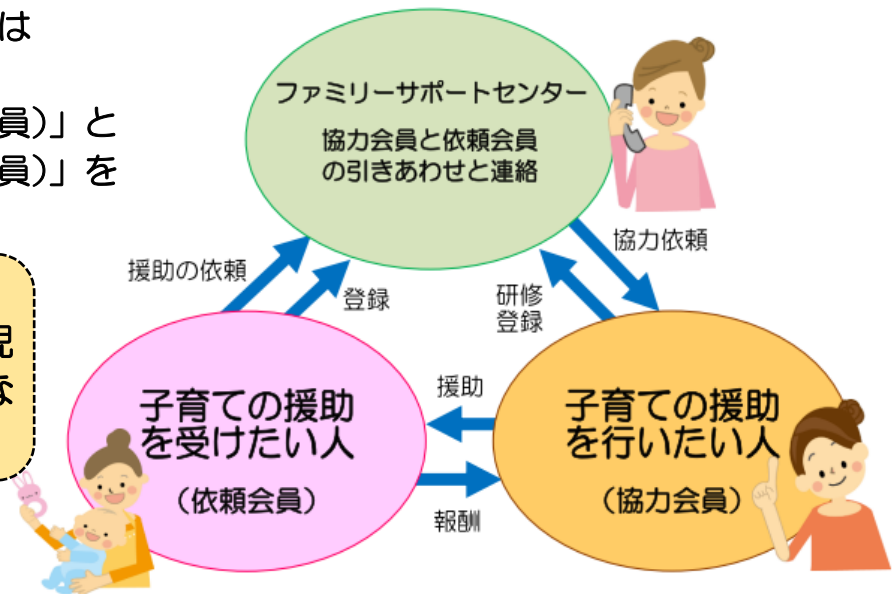 は
員)」と
員)」を
児
な
ファミリーサポートセンター
協力会員と依頼会員
の引きあわせと連絡
援助の依頼
登録
協力依頼
研修
登録
子育ての援助
を受けたい人
(依頼会員)
援助
報酬
子育ての援助
を行いたい人
(協力会員)